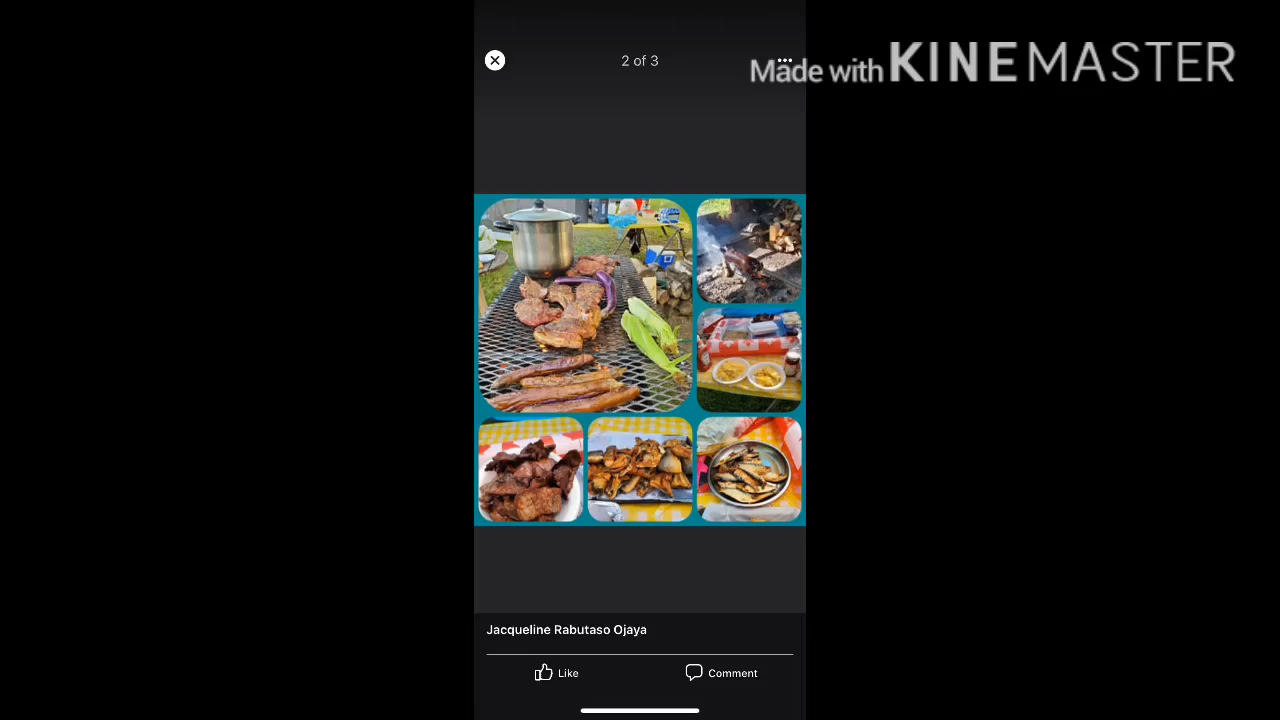 2 of 3
Made with KINEMASTER
Jacqueline Rabutaso Ojaya
Like
Comment